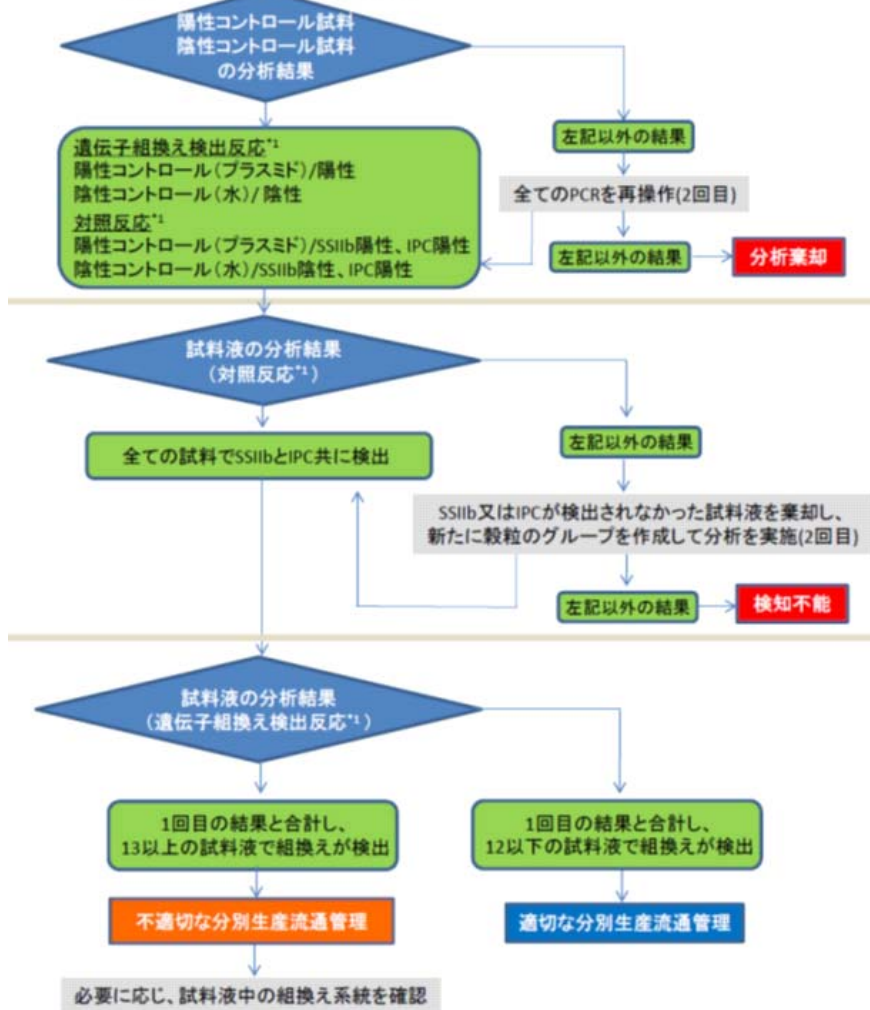 陽性コントロール試料
陰性コントロール試料
の分析結果
遺伝子組換え検出反応*1
陽性コントロール(プラスミド)/陽性
陰性コントロール(水)/ 陰性
対照反応*1
陽性コントロール(プラスミド)/SSIIb陽性、IPC陽性
陰性コントロール(水)/SSIIb陰性、IPC陽性
左記以外の結果
全てのPCRを再操作(2回目)
左記以外の結果
分析棄却
試料液の分析結果
(対照反応*1)
全ての試料でSSIIbとIPC共に検出
左記以外の結果
SSIIb又はIPCが検出されなかった試料液を棄却し、
新たに穀粒のグループを作成して分析を実施(2回目)
左記以外の結果
検知不能
試料液の分析結果
(遺伝子組換え検出反応*1)
1回目の結果と合計し、
13以上の試料液で組換えが検出
不適切な分別生産流通管理
必要に応じ、試料液中の組換え系統を確認
1回目の結果と合計し、
12以下の試料液で組換えが検出
適切な分別生産流通管理